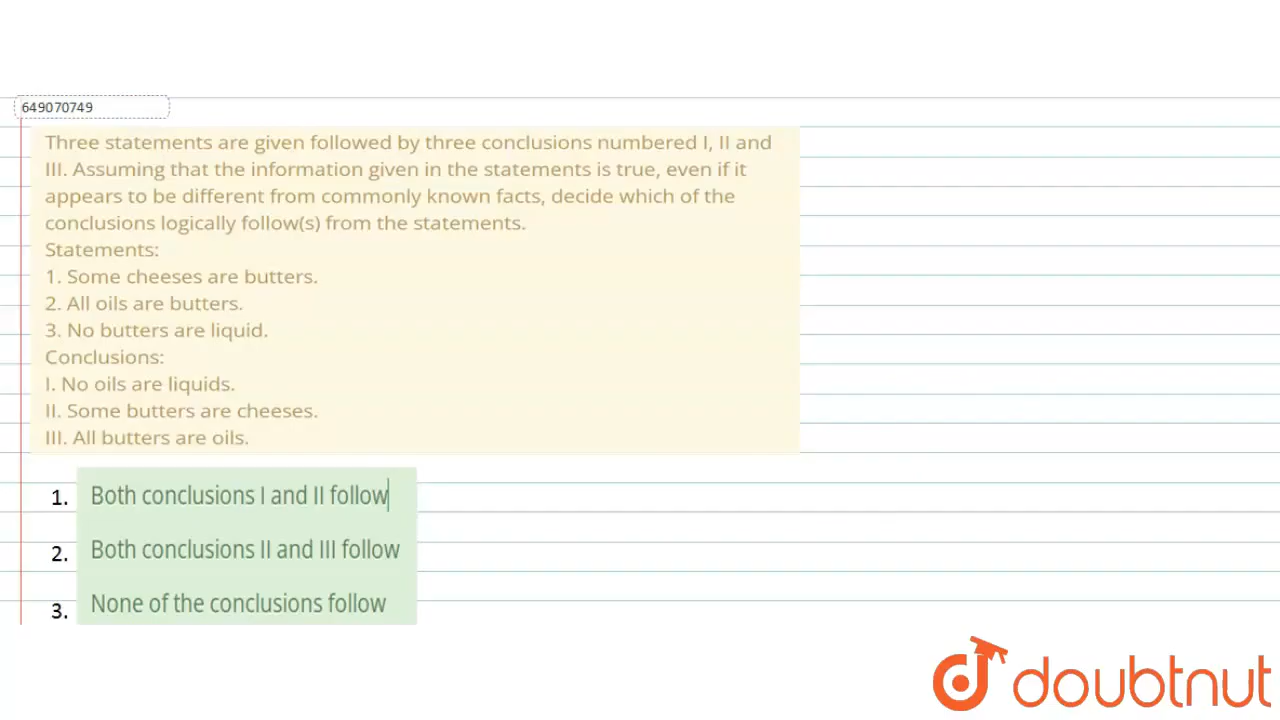 649070749
Three statements are given followed by three conclusions numbered I, II and
III. Assuming that the information given in the statements is true, even if it
appears to be different from commonly known facts, decide which of the
conclusions logically follow(s) from the statements.
Statements:
1. Some cheeses are butters.
2. All oils are butters.
3. No butters are liquid.
Conclusions:
I. No oils are liquids.
II. Some butters are cheeses.
III. All butters are oils.
1. Both conclusions I and II follow
2. Both conclusions II and III follow
3. None of the conclusions follow
doubtnut